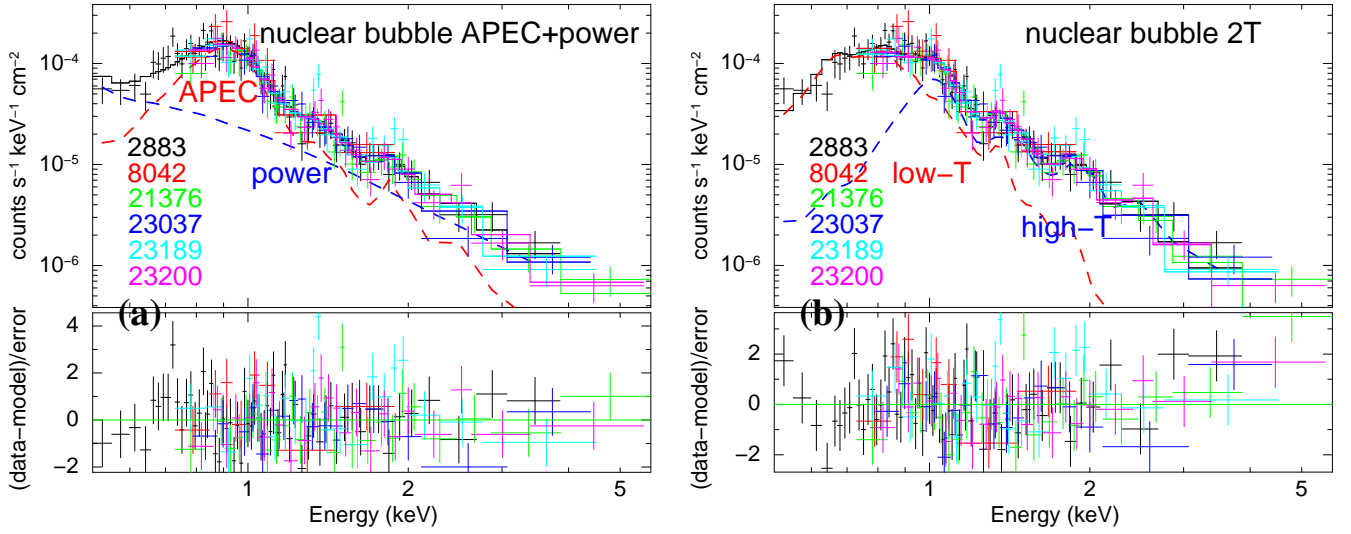 nuclear bubble APEC+power
counts s⁻¹ keV⁻¹ cm⁻²
10⁻⁴
10⁻⁵
10⁻⁶
APEC
power
2883
8042
21376
23037
23189
23200
(a)
(data−model)/error
4
2
0
−2
1
2
5
Energy (keV)
nuclear bubble 2T
counts s⁻¹ keV⁻¹ cm⁻²
10⁻⁴
10⁻⁵
10⁻⁶
low−T
high−T
2883
8042
21376
23037
23189
23200
(b)
(data−model)/error
2
0
−2
1
2
5
Energy (keV)